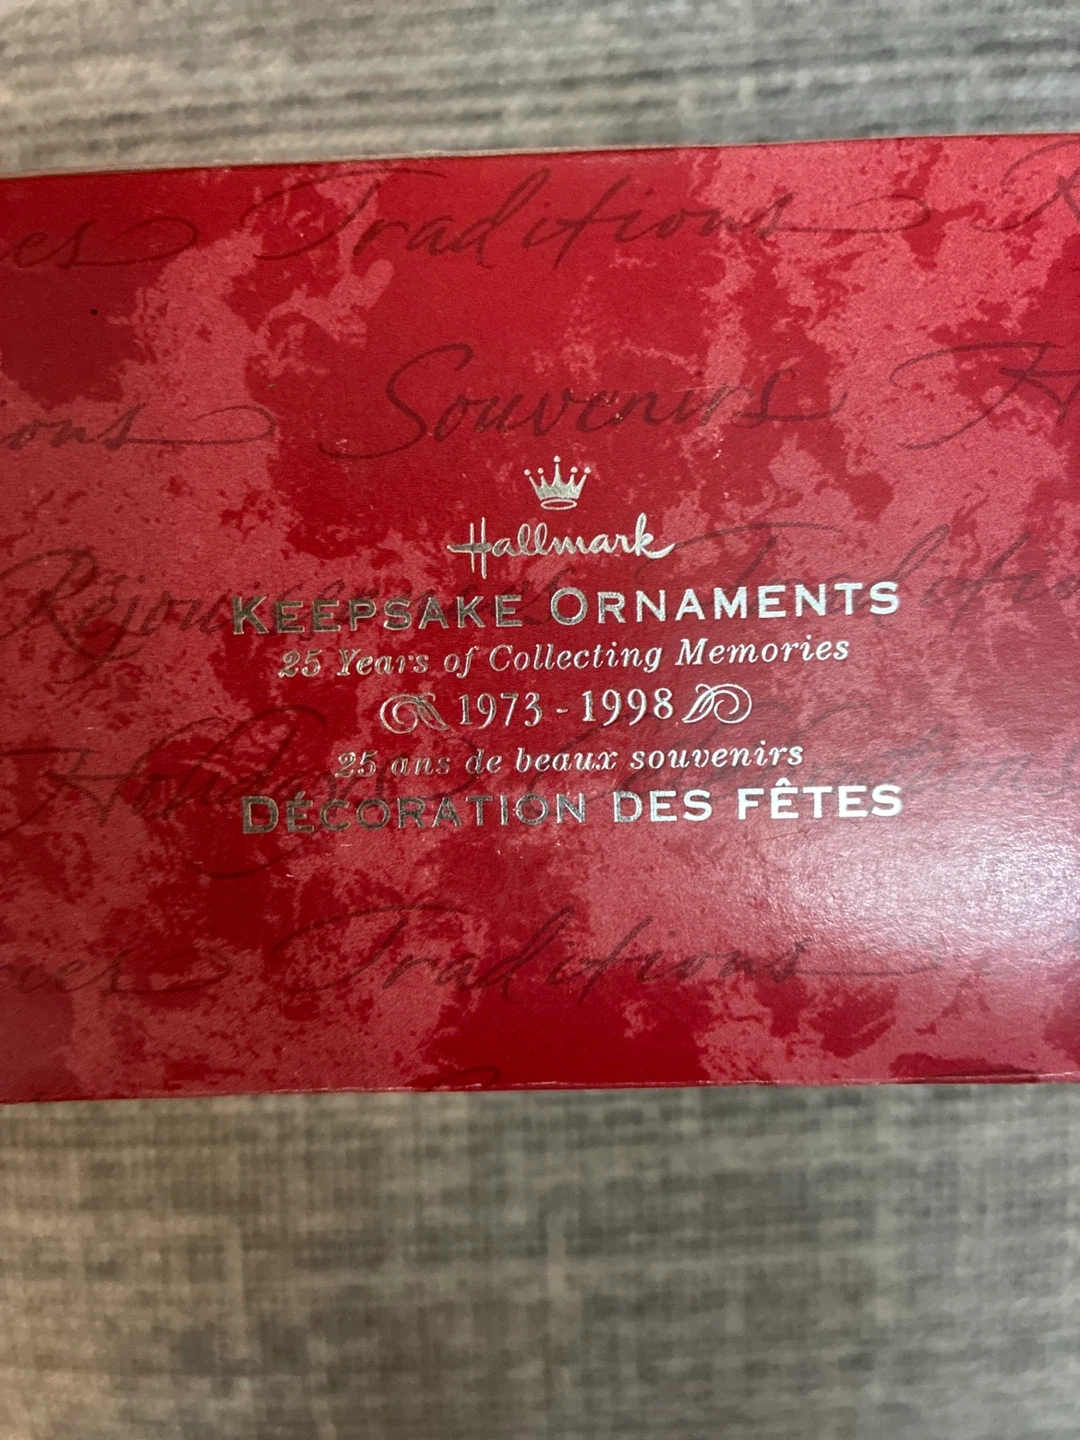 Traditions
Souvenirs
Hallmark
KEEPSAKE ORNAMENTS
25 Years of Collecting Memories
1973 - 1998
25 ans de beaux souvenirs
DÉCORATION DES FÊTES
Traditions